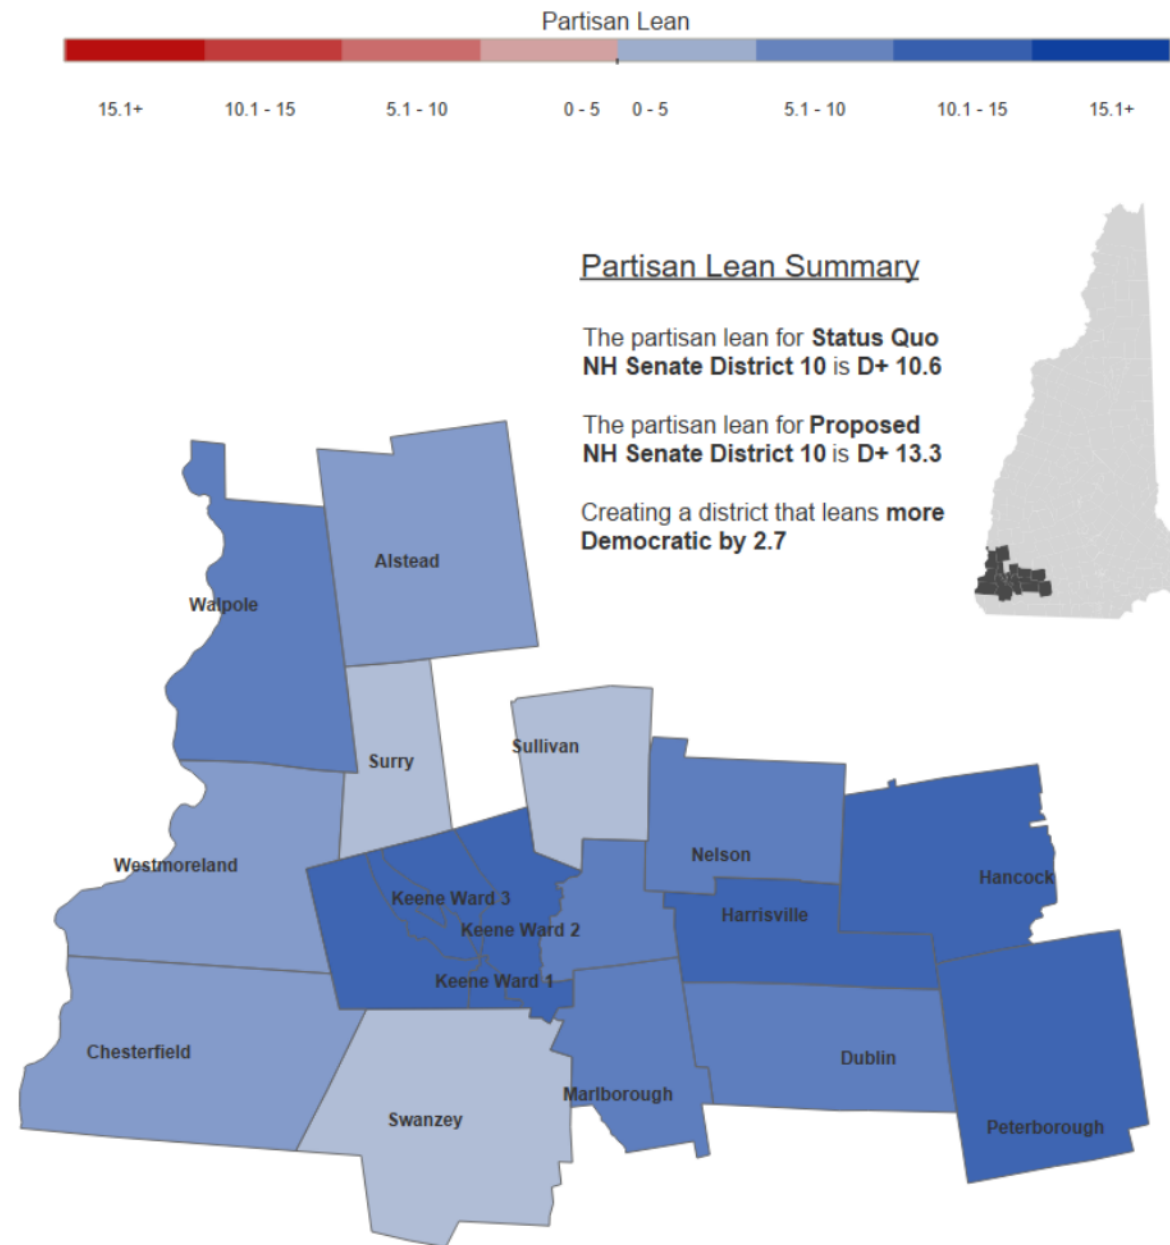 Partisan Lean
15.1+ 10.1 - 15 5.1 - 10 0 - 5 0 - 5 5.1 - 10 10.1 - 15 15.1+
Partisan Lean Summary
The partisan lean for Status Quo
NH Senate District 10 is D+ 10.6
The partisan lean for Proposed
NH Senate District 10 is D+ 13.3
Creating a district that leans more
Democratic by 2.7
Alstead
Walpole
Sullivan
Surry
Nelson
Westmoreland
Hancock
Keene Ward 3
Harrisville
Keene Ward 2
Keene Ward 1
Chesterfield
Dublin
Marlborough
Swanzey
Peterborough